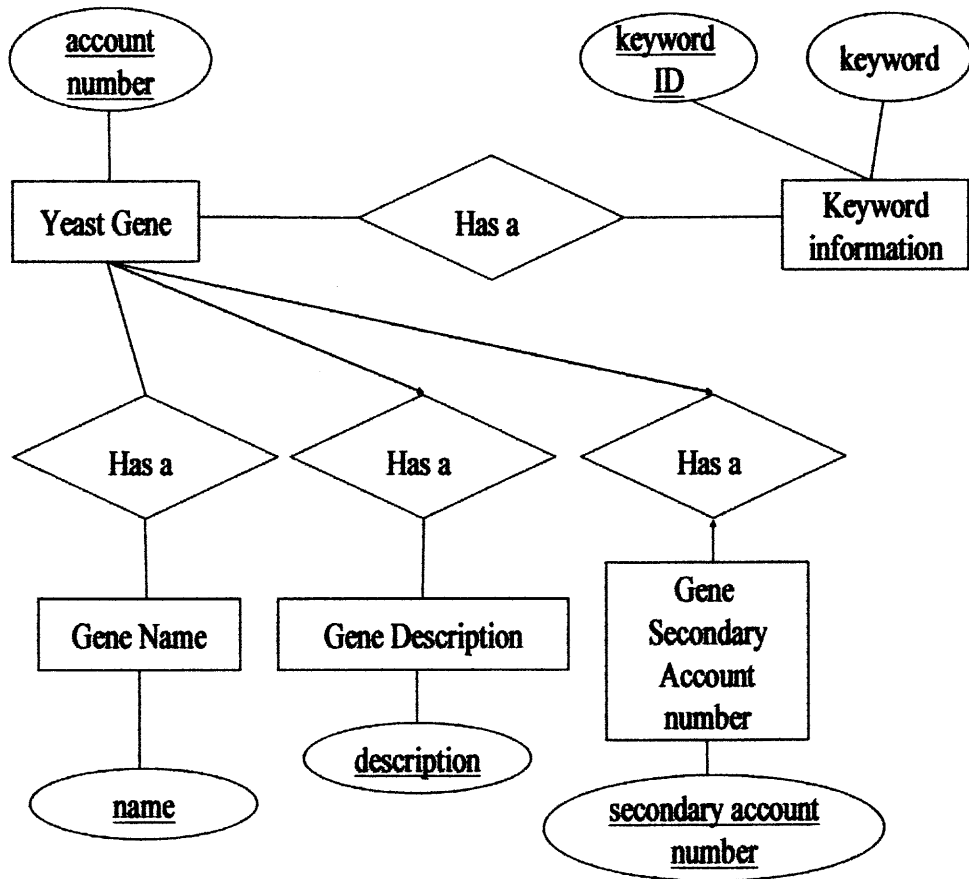 account
number
keyword
ID
keyword
Yeast Gene
Has a
Keyword
information
Has a
Has a
Has a
Gene Name
Gene Description
Gene
Secondary
Account
number
name
description
secondary account
number